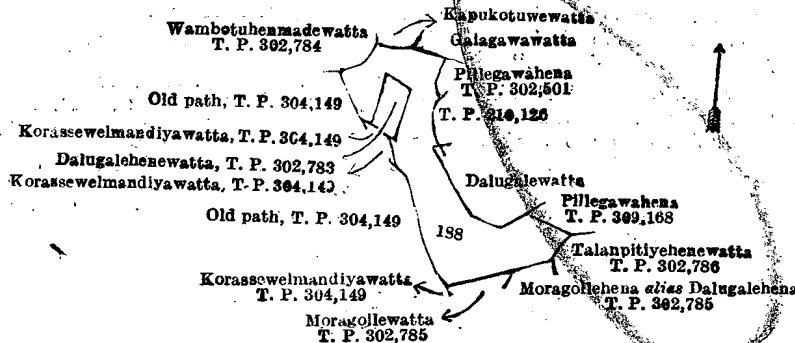 Kapukotuwewatta
Wambotuhenmadewatta
T. P. 302,784
Galagawawatta
Pillegawahena
T. P. 302,501
Old path, T. P. 304,149
T. P. 210,126
Korassewelmandiyawatta, T. P. 304,149
Dalugalehenewatta, T. P. 302,783
Korassewelmandiyawatta, T. P. 304,149
Dalugalewatta
Pillegawahena
T. P. 309,168
Old path, T. P. 304,149
188
Talanpitiyehenewatta
T. P. 302,786
Korassewelmandiyawatta
T. P. 304,149
Moragollehena alias Dalugalehena
T. P. 302,785
Moragollewatta
T. P. 302,785